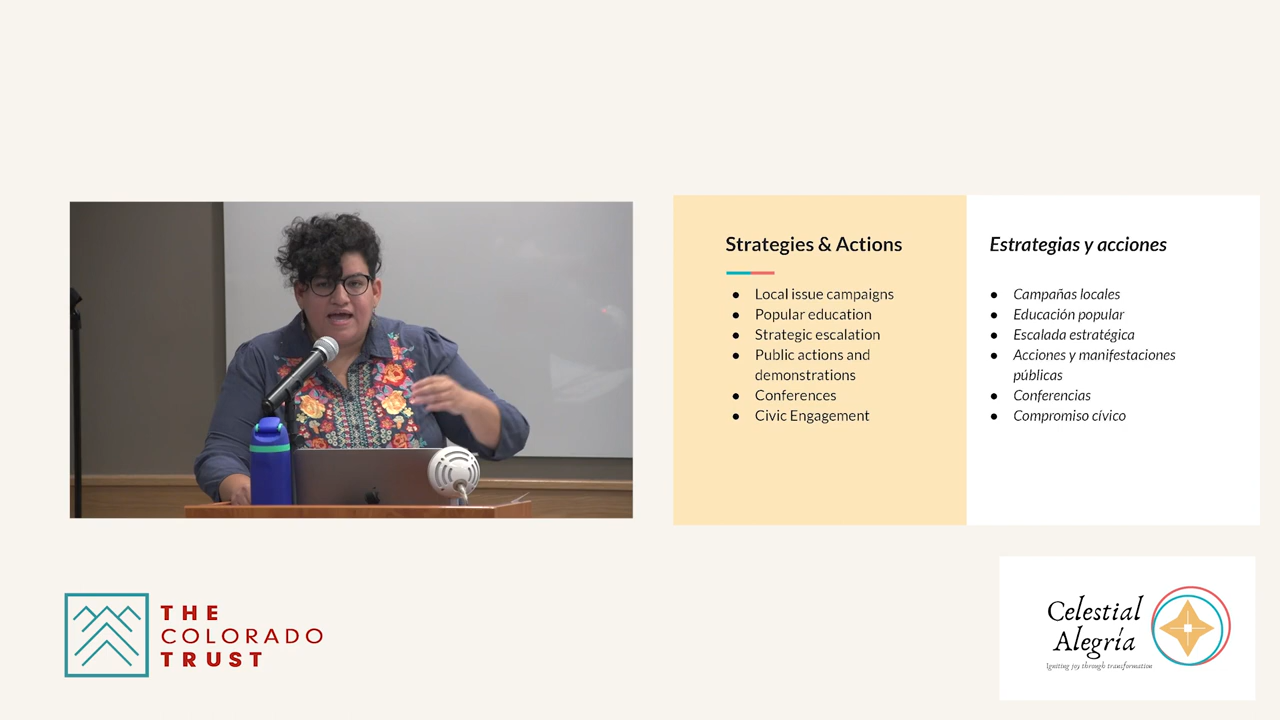 Strategies & Actions
● Local issue campaigns
● Popular education
● Strategic escalation
● Public actions and
demonstrations
● Conferences
● Civic Engagement
Estrategias y acciones
● Campañas locales
● Educación popular
● Escalada estratégica
● Acciones y manifestaciones
públicas
● Conferencias
● Compromiso cívico
THE
COLORADO
TRUST
Celestial
Alegría
Igniting joy through transformation